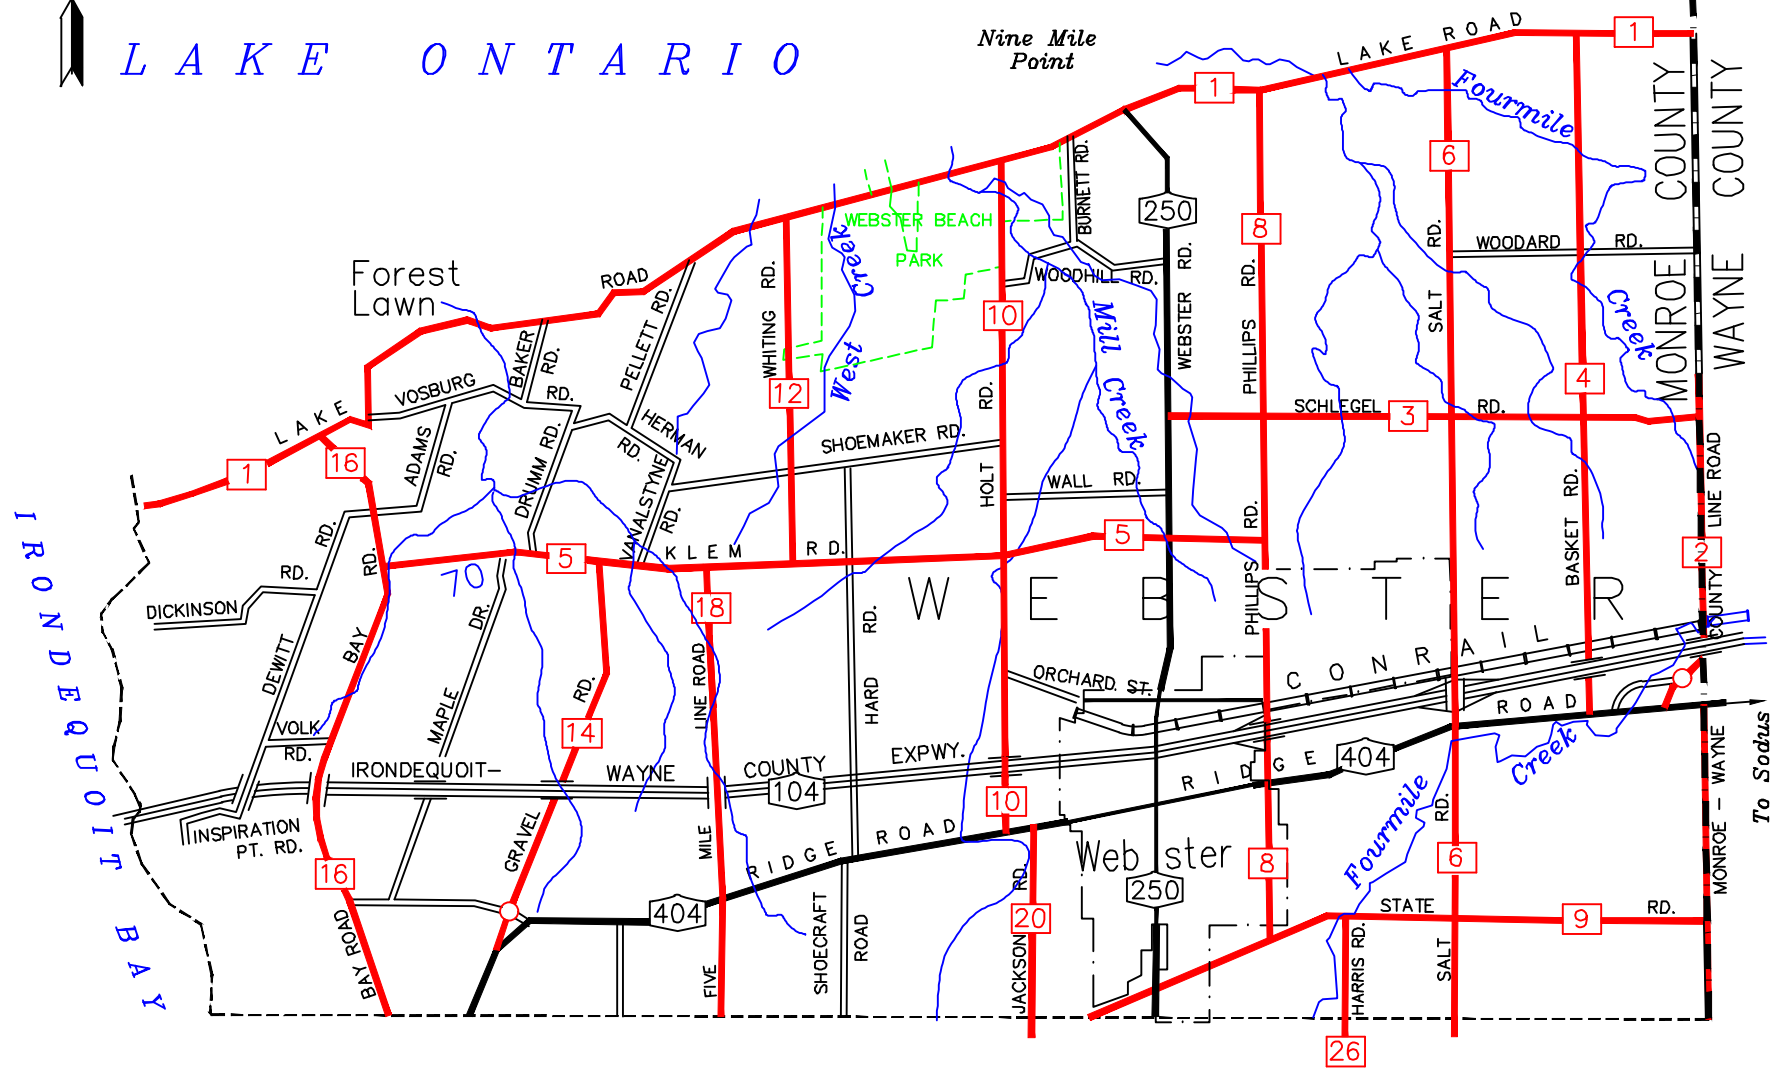 LAKE ONTARIO
Nine Mile
Point
LAKE ROAD
1
1
Fourmile
COUNTY
COUNTY
6
BURNETT RD.
250
8
WEBSTER BEACH
PARK
WOODARD RD.
RD.
Forest
Lawn
ROAD
PELLETT RD.
WHITING RD.
West Creek
WOODHILL RD.
WEBSTER RD.
PHILLIPS RD.
SALT RD.
10
Mill Creek
Creek
MONROE
WAYNE
BAKER RD.
VOSBURG RD.
12
4
LAKE
HERMAN RD.
SCHLEGEL 3 RD.
1
16
ADAMS RD.
DRUMM RD.
VANALSTYNE RD.
SHOEMAKER RD.
HOLT RD.
WALL RD.
BASKET RD.
COUNTY LINE ROAD
RD.
RD.
5
KLEM RD.
5
2
IRONDEQUOIT BAY
70
DICKINSON RD.
18
WEBSTER
PHILLIPS
DEWITT
BAY
MAPLE DR.
LINE ROAD
HARD RD.
ORCHARD ST.
CONRAIL
RD.
14
VOLK
RD.
IRONDEQUOIT-
WAYNE
COUNTY
EXPWY.
104
ROAD
404
RIDGE
Creek
To Sodus
INSPIRATION
PT. RD.
GRAVEL
MILE
10
RIDGE ROAD
Webster
Fourmile
RD.
MONROE - WAYNE
16
404
RD.
250
8
6
20
STATE
9
RD.
BAY ROAD
FIVE
SHOECRAFT
ROAD
JACKSON
HARRIS RD.
SALT
26